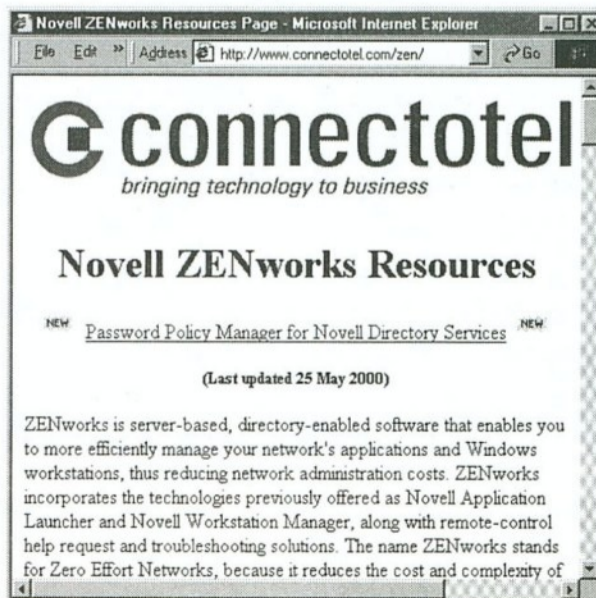 Novell ZENworks Resources Page - Microsoft Internet Explorer
File Edit » Address http://www.connectotel.com/zen/ Go
connectotel
bringing technology to business
Novell ZENworks Resources
NEW Password Policy Manager for Novell Directory Services NEW
(Last updated 25 May 2000)
ZENworks is server-based, directory-enabled software that enables you
to more efficiently manage your network's applications and Windows
workstations, thus reducing network administration costs. ZENworks
incorporates the technologies previously offered as Novell Application
Launcher and Novell Workstation Manager, along with remote-control
help request and troubleshooting solutions. The name ZENworks stands
for Zero Effort Networks, because it reduces the cost and complexity of